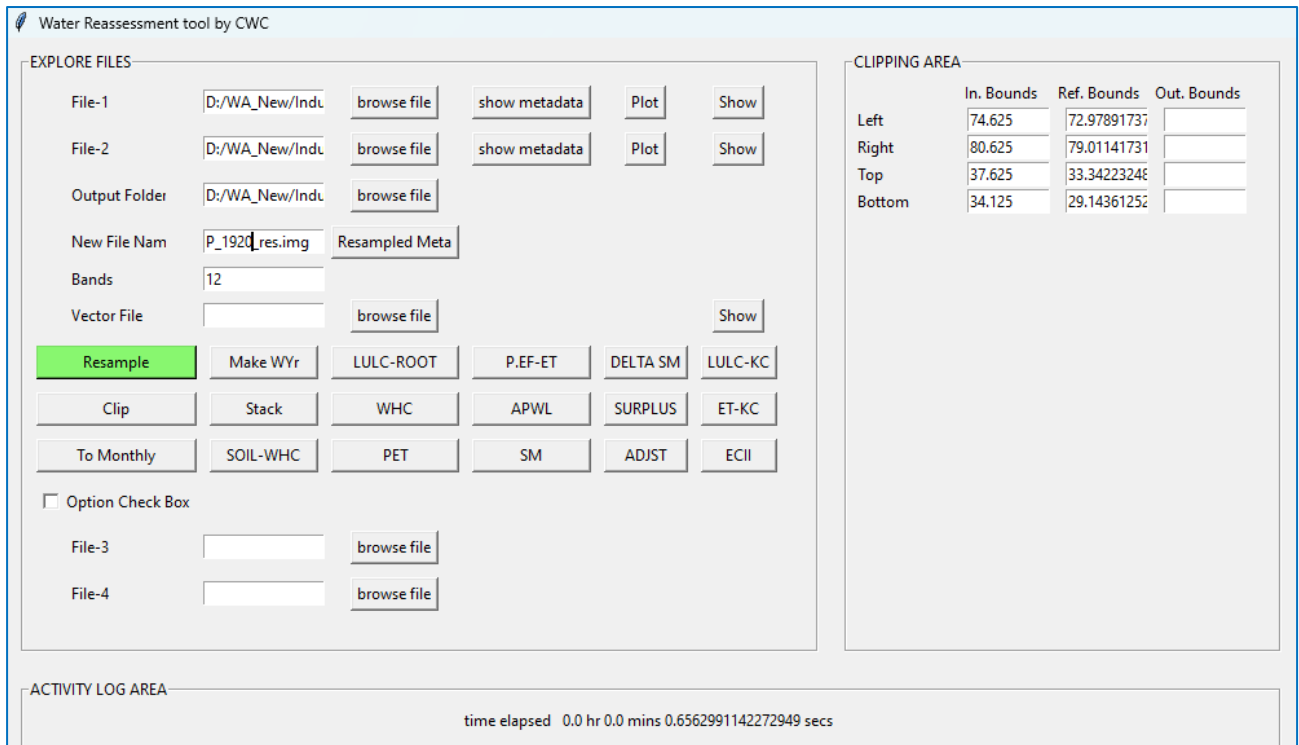 Water Reassessment tool by CWC
EXPLORE FILES
File-1 D:/WA_New/Indu browse file show metadata Plot Show
File-2 D:/WA_New/Indu browse file show metadata Plot Show
Output Folder D:/WA_New/Indu browse file
New File Nam P_1920_res.img Resampled Meta
Bands 12
Vector File browse file Show
Resample Make WYr LULC-ROOT P.EF-ET DELTA SM LULC-KC
Clip Stack WHC APWL SURPLUS ET-KC
To Monthly SOIL-WHC PET SM ADJST ECII
Option Check Box
File-3 browse file
File-4 browse file
CLIPPING AREA
In. Bounds Ref. Bounds Out. Bounds
Left 74.625 72.97891737
Right 80.625 79.01141731
Top 37.625 33.34223248
Bottom 34.125 29.14361252
ACTIVITY LOG AREA
time elapsed 0.0 hr 0.0 mins 0.6562991142272949 secs